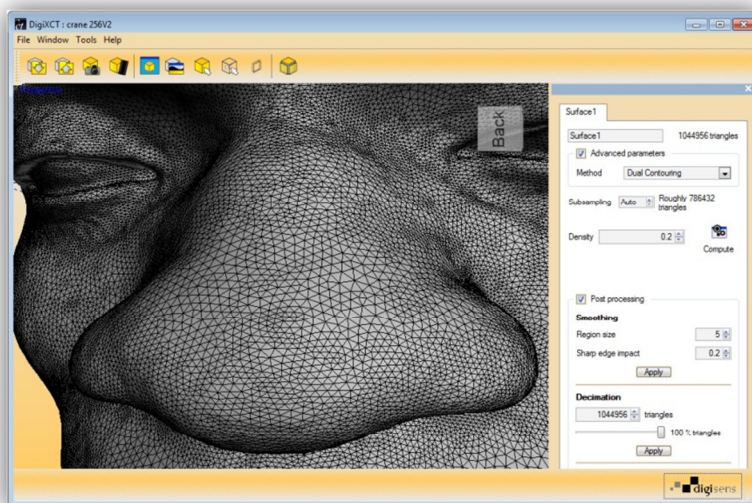 DigiXCT : crane 256V2
File Window Tools Help
Back
Surface1
Surface1 1044956 triangles
Advanced parameters
Method Dual Contouring
Subsampling Auto Roughly 786432 triangles
Density 0.2
Compute
Post processing
Smoothing
Region size 5
Sharp edge impact 0.2
Apply
Decimation
1044956 triangles
100 % triangles
Apply
digisens